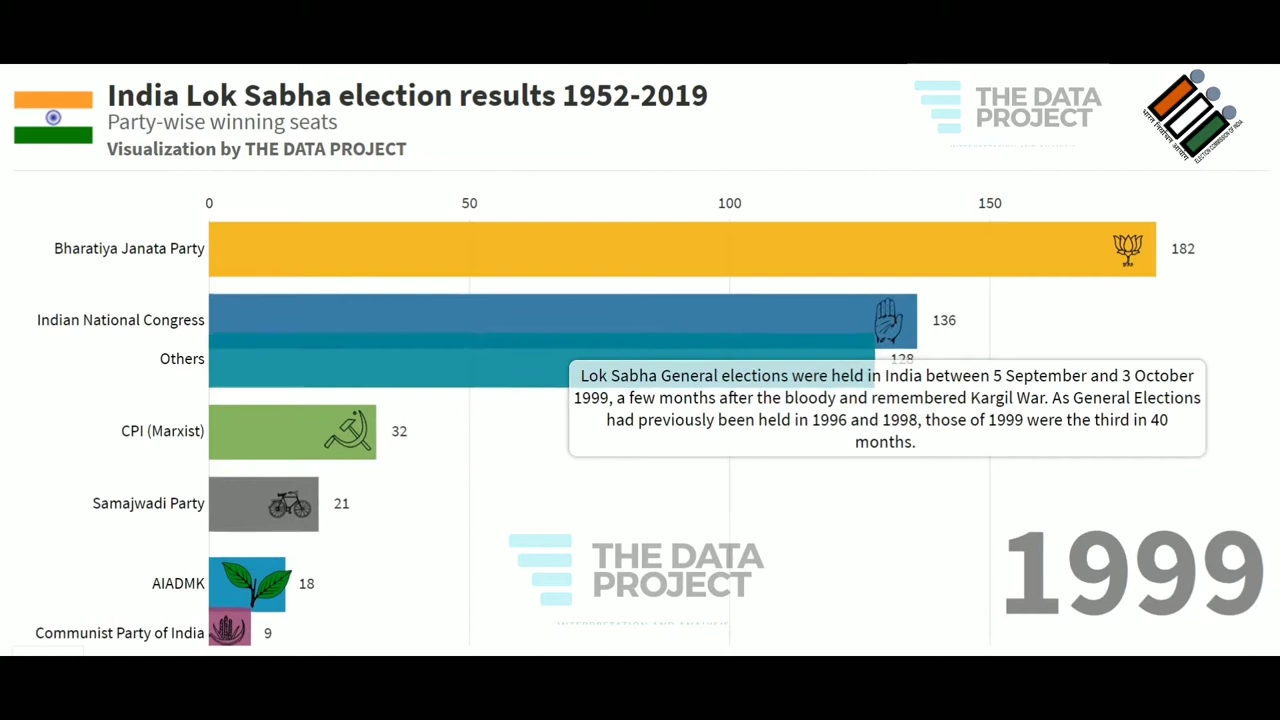 India Lok Sabha election results 1952-2019
Party-wise winning seats
Visualization by THE DATA PROJECT
THE DATA
PROJECT
0 50 100 150
Bharatiya Janata Party 182
Indian National Congress 136
Others 128
Lok Sabha General elections were held in India between 5 September and 3 October
1999, a few months after the bloody and remembered Kargil War. As General Elections
had previously been held in 1996 and 1998, those of 1999 were the third in 40
months.
CPI (Marxist) 32
Samajwadi Party 21
AIADMK 18
Communist Party of India 9
THE DATA
PROJECT
INTERPRETATION AND ANALYSIS
1999